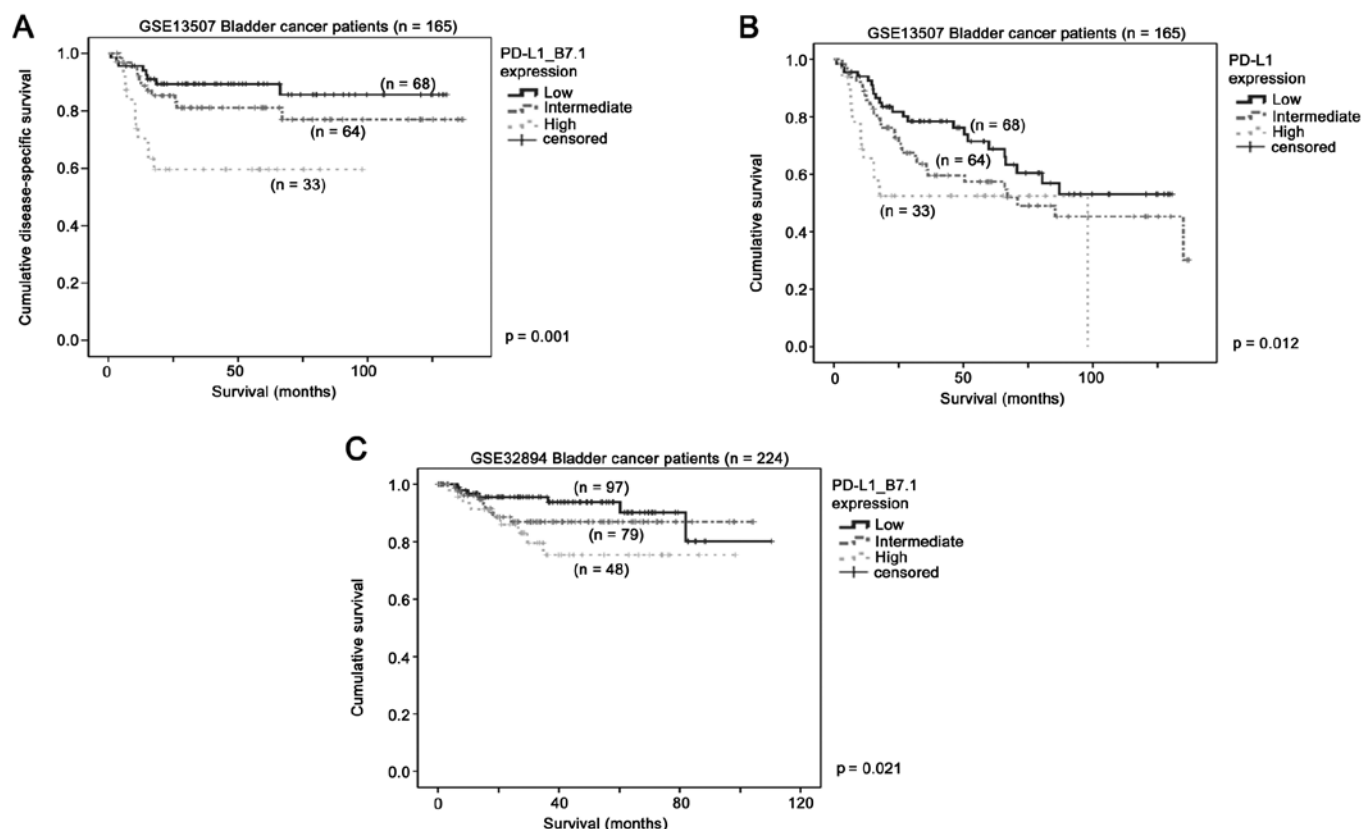 A
GSE13507 Bladder cancer patients (n = 165)
PD-L1_B7.1
expression
Low
Intermediate
High
censored
Cumulative disease-specific survival
1.0
0.8
0.6
0.4
0.2
0.0
(n = 68)
(n = 64)
(n = 33)
p = 0.001
0
50
100
Survival (months)
B
GSE13507 Bladder cancer patients (n = 165)
PD-L1
expression
Low
Intermediate
High
censored
Cumulative survival
1.0
0.8
0.6
0.4
0.2
0.0
(n = 68)
(n = 64)
(n = 33)
p = 0.012
0
50
100
Survival (months)
C
GSE32894 Bladder cancer patients (n = 224)
PD-L1_B7.1
expression
Low
Intermediate
High
censored
Cumulative survival
1.0
0.8
0.6
0.4
0.2
0.0
(n = 97)
(n = 79)
(n = 48)
p = 0.021
0
40
80
120
Survival (months)